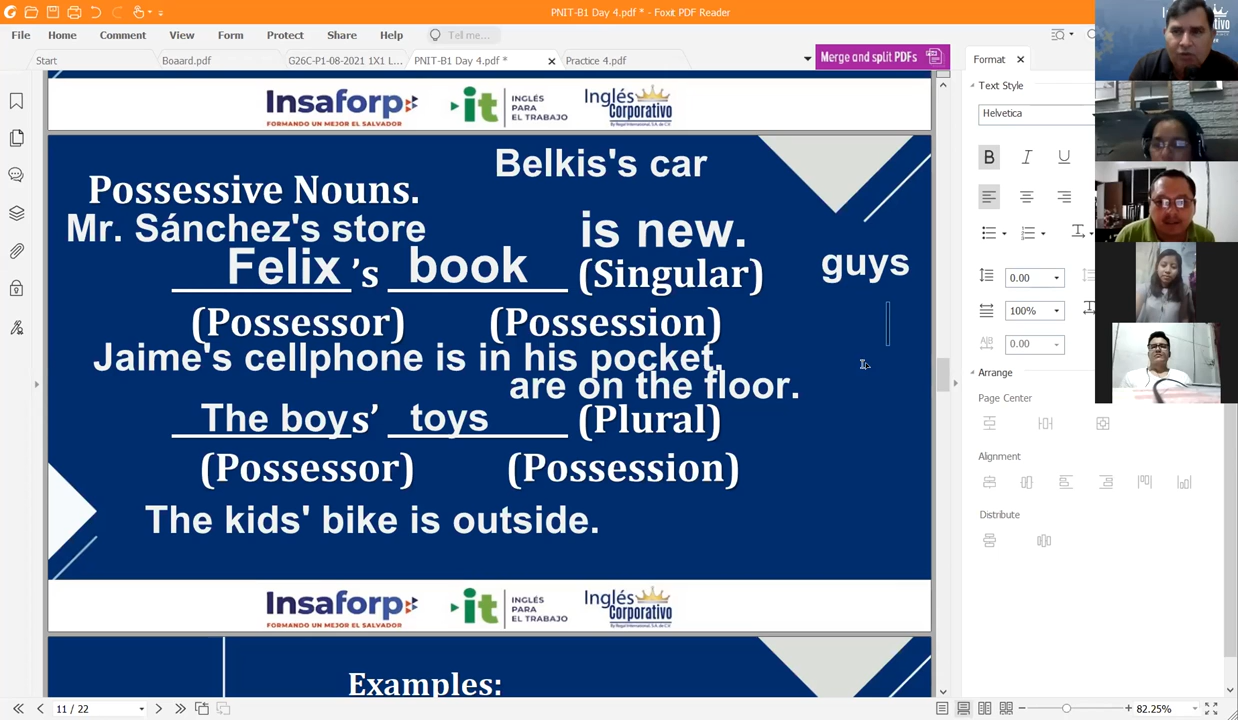 PNIT-B1 Day 4.pdf * - Foxit PDF Reader
File Home Comment View Form Protect Share Help Tell me...
Start Boaard.pdf G26C-P1-08-2021 1X1 L... PNIT-B1 Day 4.pdf * Practice 4.pdf Merge and split PDFs
Insaforp
FORMANDO UN MEJOR EL SALVADOR
it INGLÉS PARA EL TRABAJO
Inglés Corporativo
Belkis's car
Possessive Nouns.
Mr. Sánchez's store
is new.
Felix 's book (Singular)
guys
(Possessor) (Possession)
Jaime's cellphone is in his pocket.
are on the floor.
The boys' toys (Plural)
(Possessor) (Possession)
The kids' bike is outside.
Insaforp
FORMANDO UN MEJOR EL SALVADOR
it INGLÉS PARA EL TRABAJO
Inglés Corporativo
Examples:
Format
Text Style
Helvetica
B I U
0.00
100%
0.00
Arrange
Page Center
Alignment
Distribute
11 / 22
82.25%